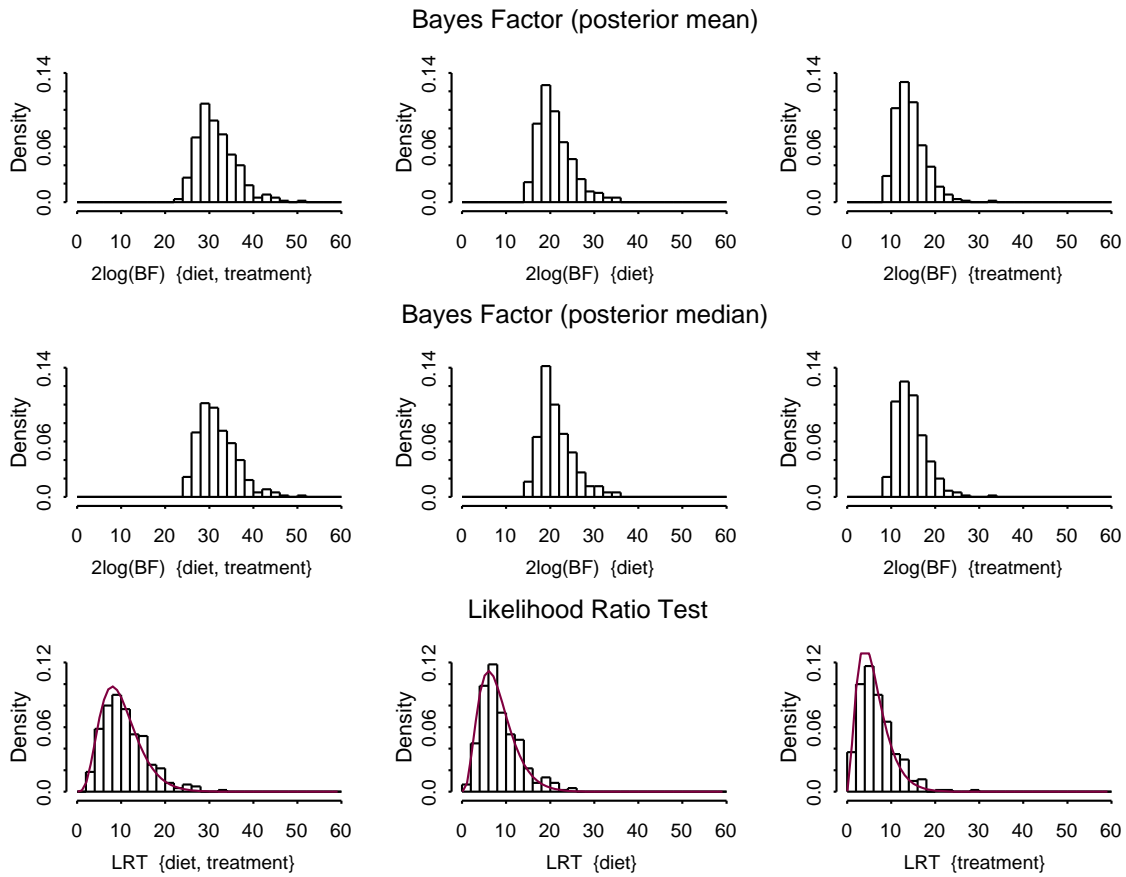 Bayes Factor (posterior mean)
Density
0.0 0.06 0.14
0 10 20 30 40 50 60
2log(BF) {diet, treatment}
Density
0.0 0.06 0.14
0 10 20 30 40 50 60
2log(BF) {diet}
Density
0.0 0.06 0.14
0 10 20 30 40 50 60
2log(BF) {treatment}
Bayes Factor (posterior median)
Density
0.0 0.06 0.14
0 10 20 30 40 50 60
2log(BF) {diet, treatment}
Density
0.0 0.06 0.14
0 10 20 30 40 50 60
2log(BF) {diet}
Density
0.0 0.06 0.14
0 10 20 30 40 50 60
2log(BF) {treatment}
Likelihood Ratio Test
Density
0.0 0.06 0.12
0 10 20 30 40 50 60
LRT {diet, treatment}
Density
0.0 0.06 0.12
0 10 20 30 40 50 60
LRT {diet}
Density
0.0 0.06 0.12
0 10 20 30 40 50 60
LRT {treatment}